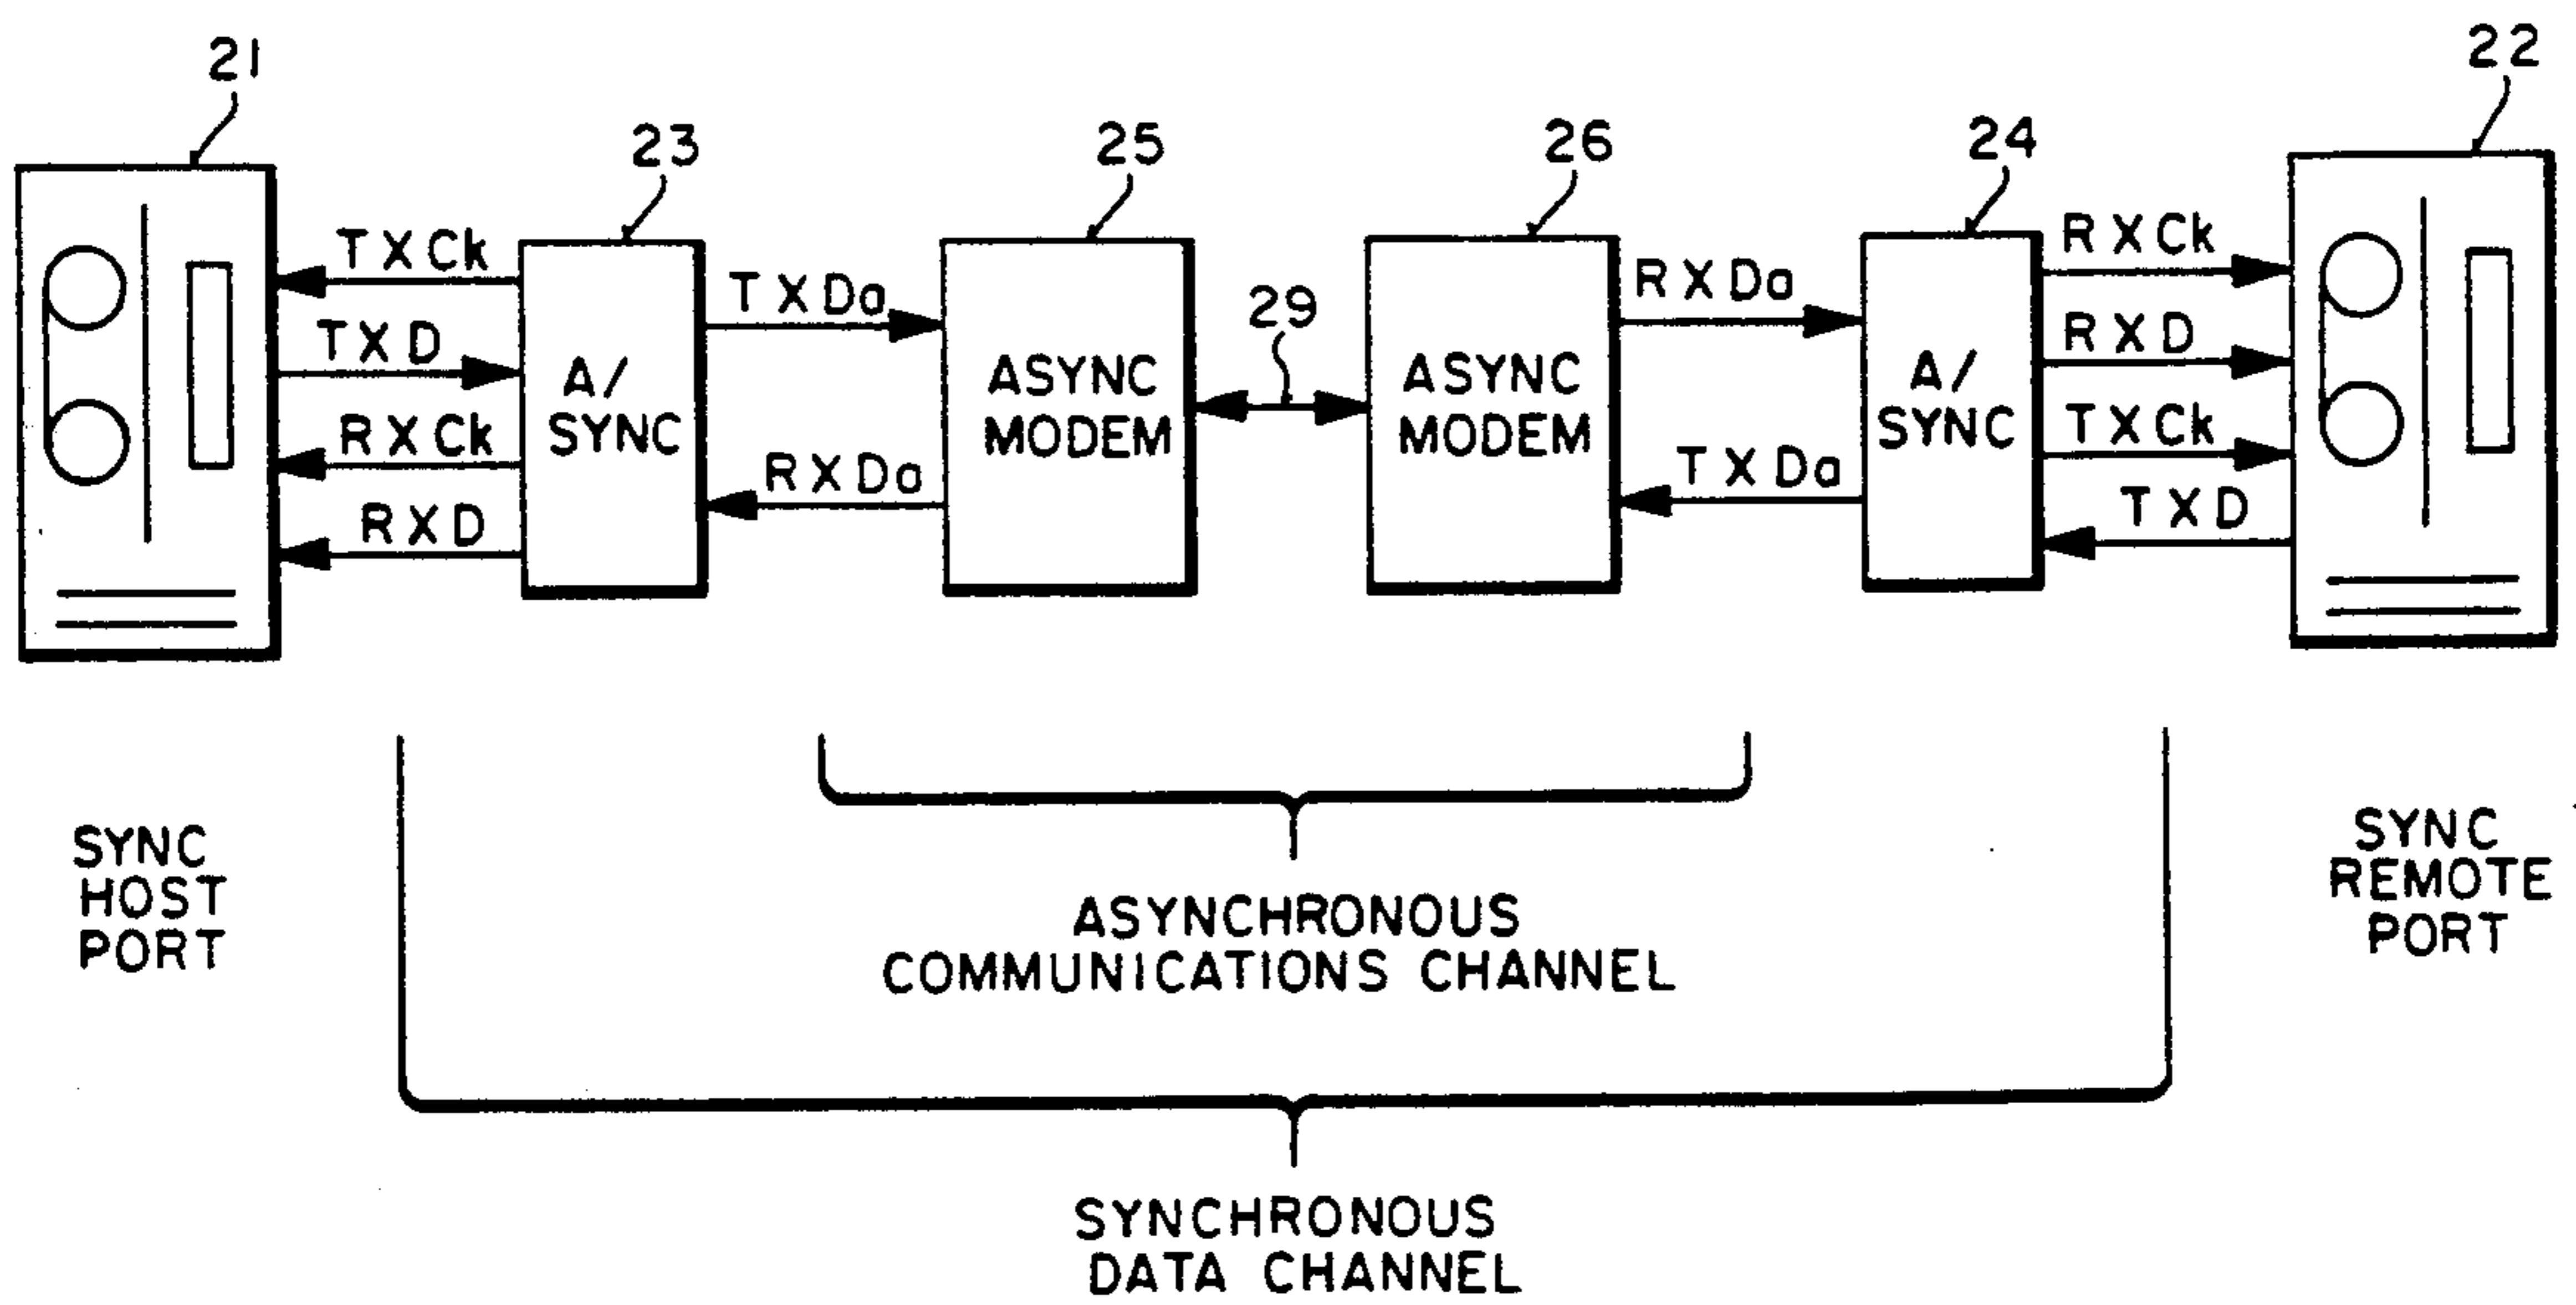 21
22
23
25
26
24
29
TXCk
TXD
RXCk
RXD
A/
SYNC
TXDa
RXDa
ASYNC
MODEM
ASYNC
MODEM
RXDa
TXDa
A/
SYNC
RXCk
RXD
TXCk
TXD
SYNC
HOST
PORT
ASYNCHRONOUS
COMMUNICATIONS CHANNEL
SYNC
REMOTE
PORT
SYNCHRONOUS
DATA CHANNEL